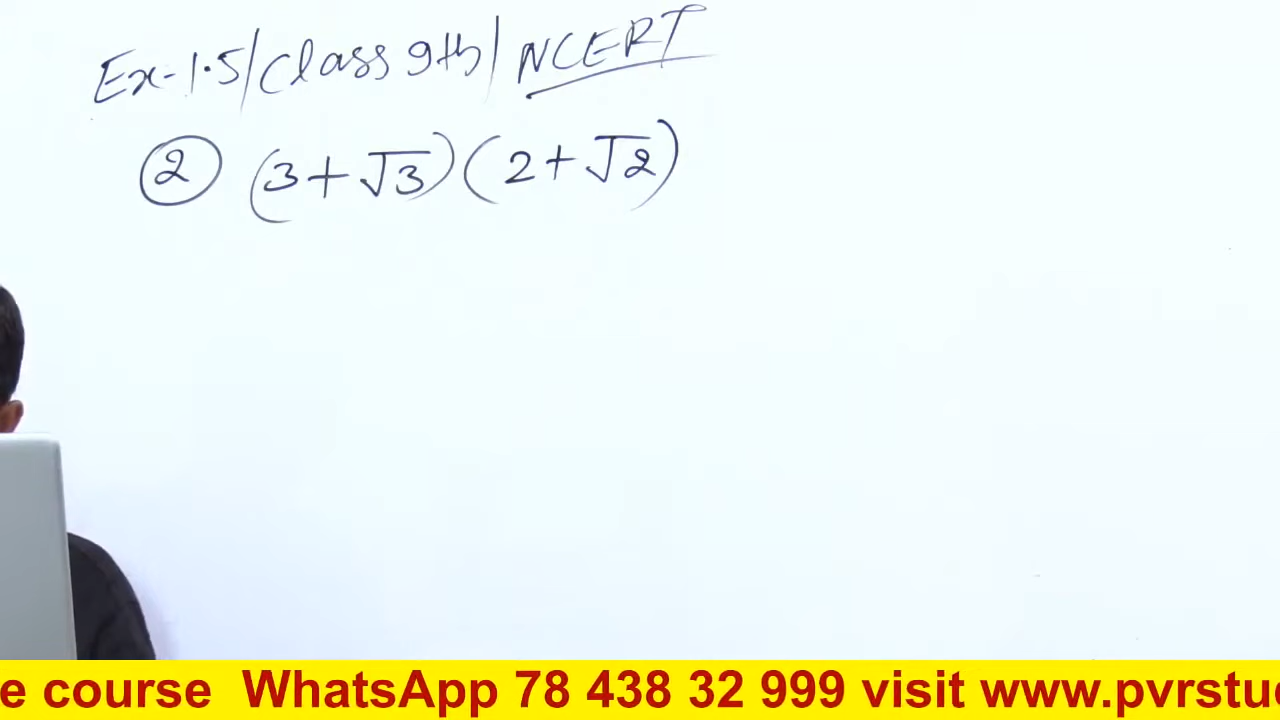 Ex-1.5/Class 9th/NCERT
② (3+√3)(2+√2)
e course WhatsApp 78 438 32 999 visit www.pvrstu